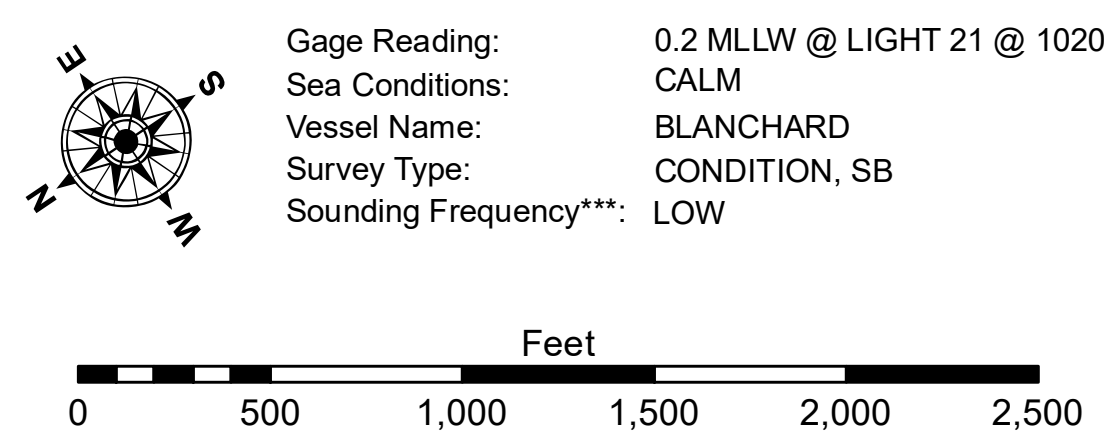 E
S
N
W
Gage Reading: 0.2 MLLW @ LIGHT 21 @ 1020
Sea Conditions: CALM
Vessel Name: BLANCHARD
Survey Type: CONDITION, SB
Sounding Frequency***: LOW
Feet
0 500 1,000 1,500 2,000 2,500